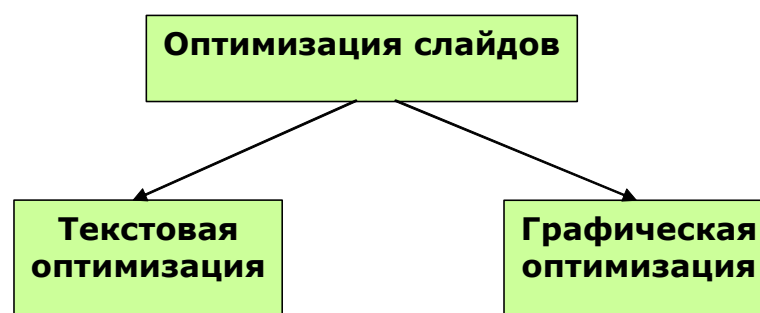 Оптимизация слайдов
Текстовая
оптимизация
Графическая
оптимизация